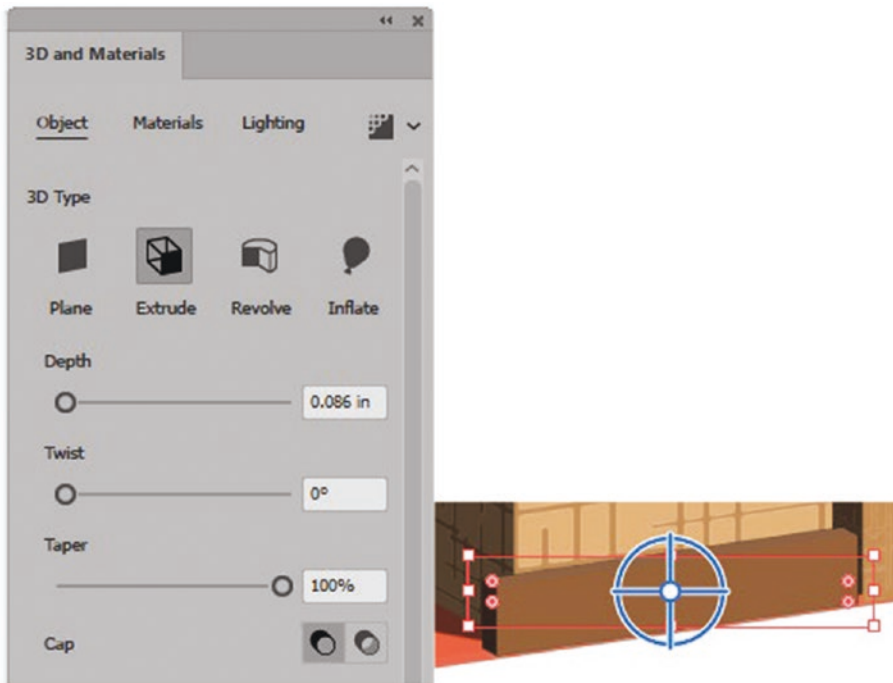 3D and Materials
Object Materials Lighting
3D Type
Plane Extrude Revolve Inflate
Depth
0.086 in
Twist
0°
Taper
100%
Cap